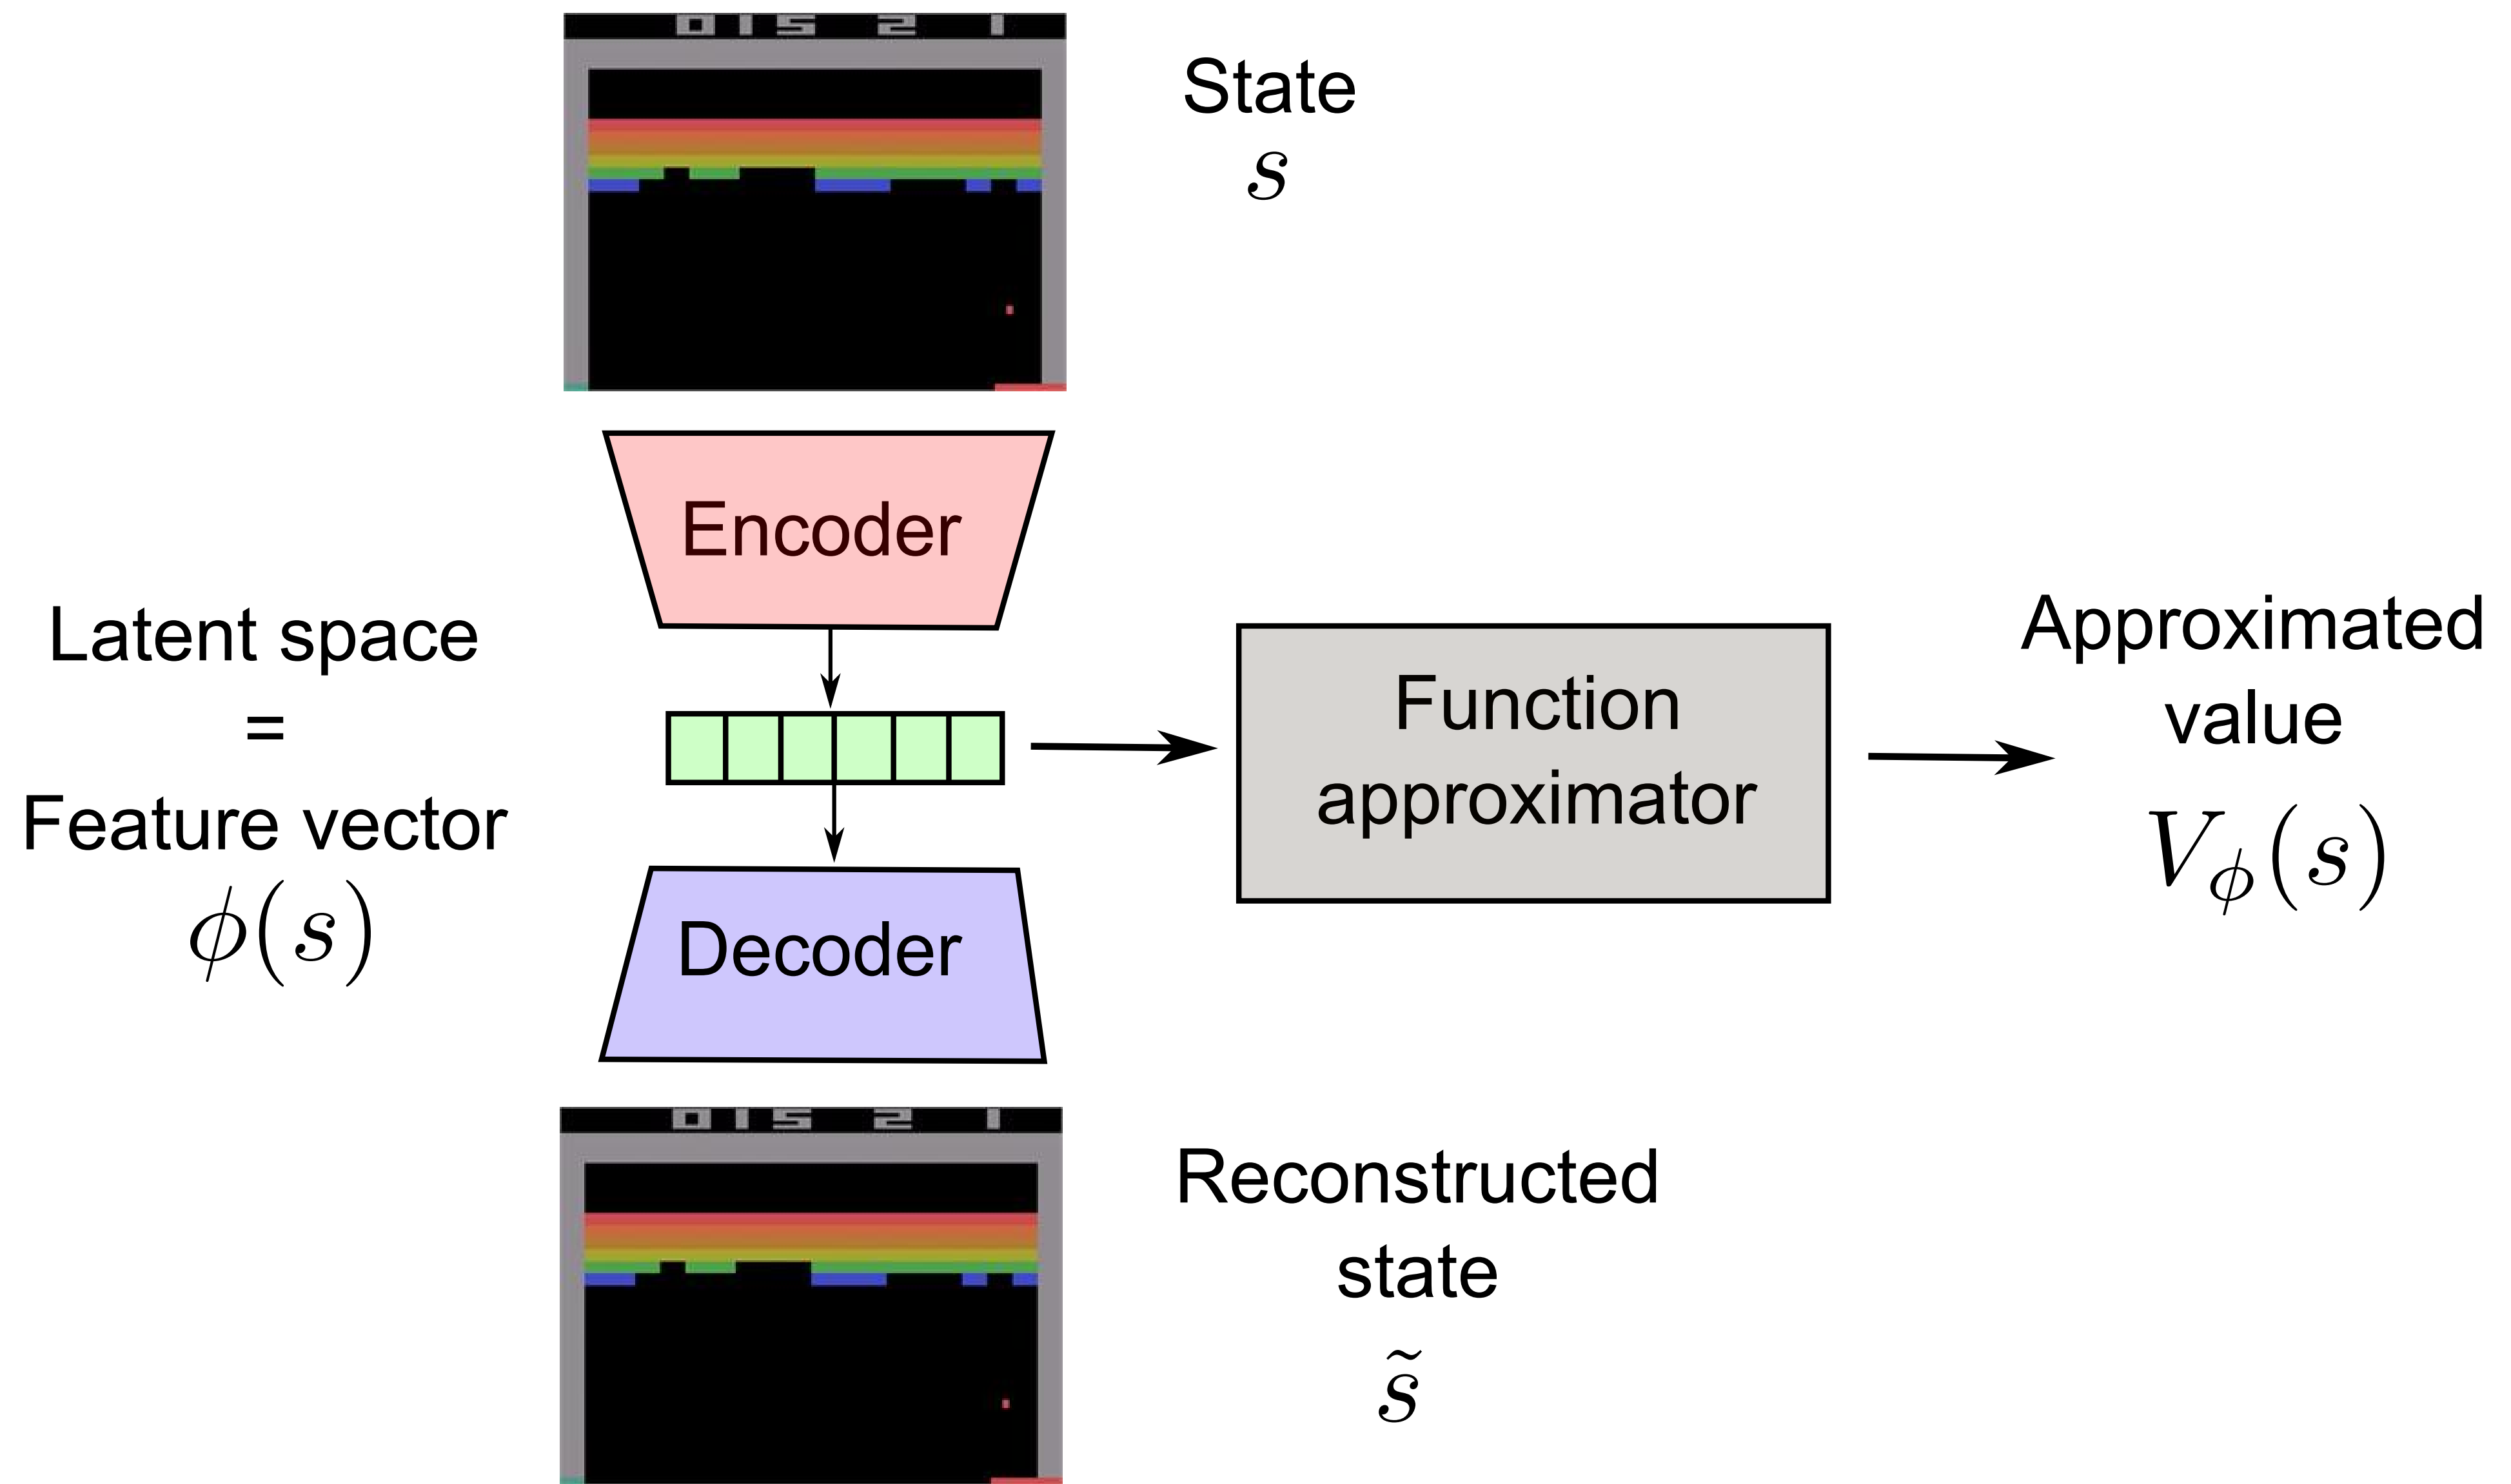 015 2 1
State
s
Encoder
Latent space
=
Feature vector
ϕ(s)
Function
approximator
Approximated
value
V_ϕ(s)
Decoder
015 2 1
Reconstructed
state
s̃